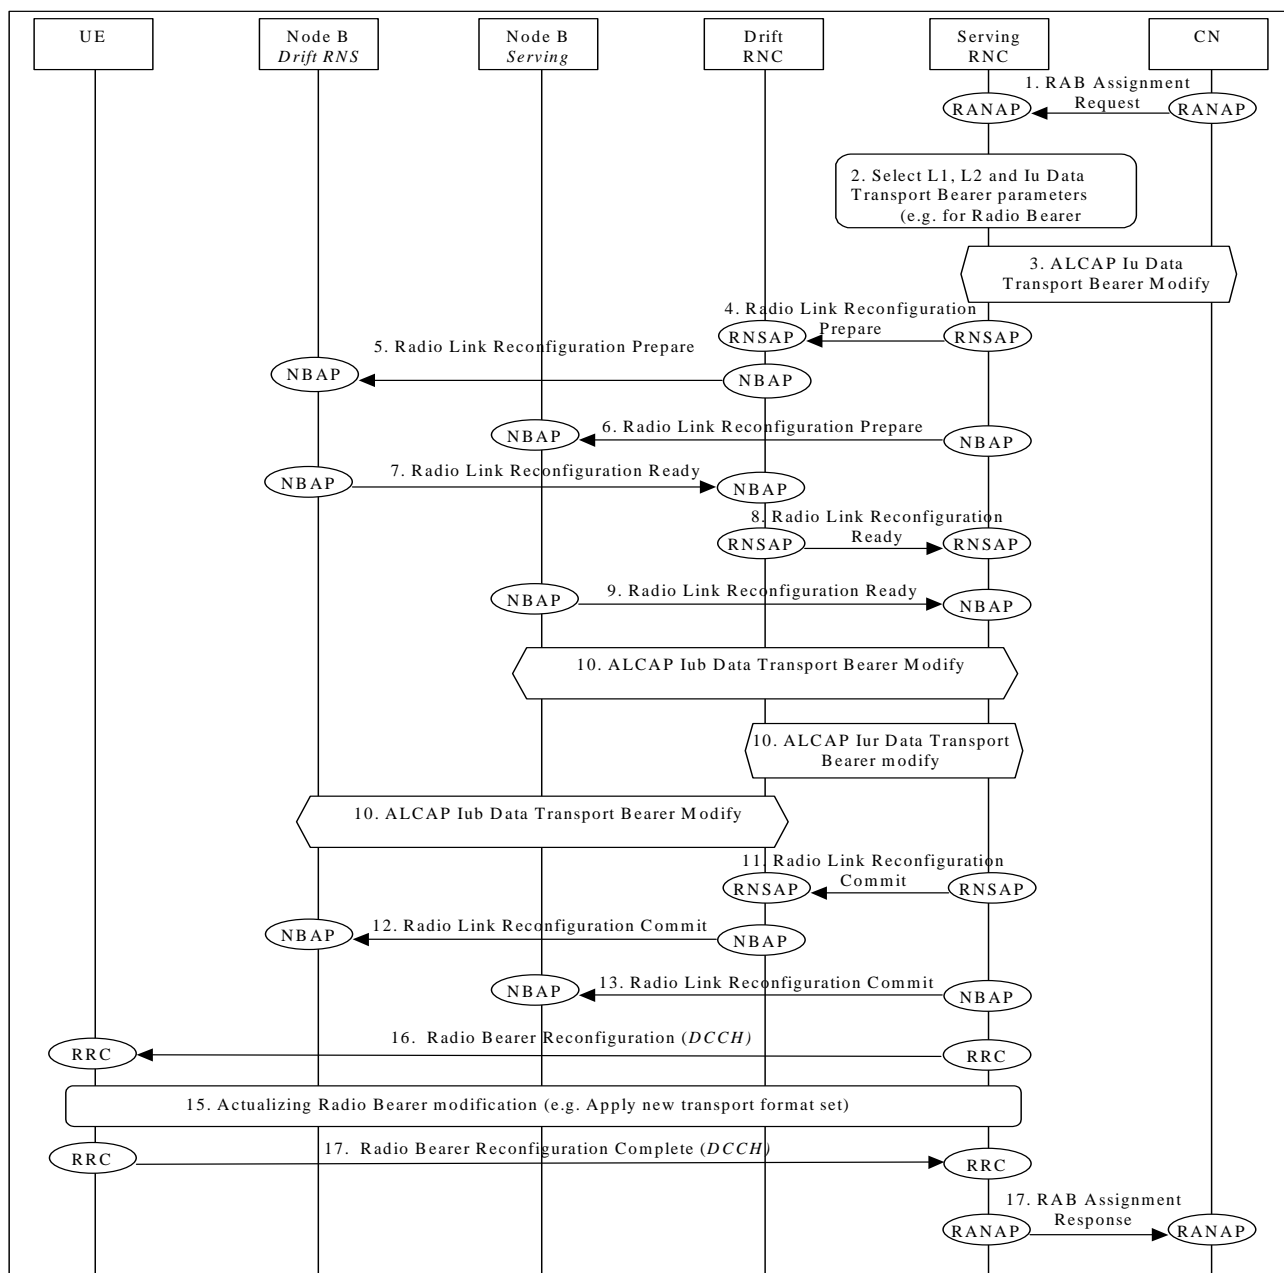 UE
Node B
Drift RNS
Node B
Serving
Drift
RNC
Serving
RNC
CN
1. RAB Assignment
Request
RANAP
RANAP
2. Select L1, L2 and Iu Data
Transport Bearer parameters
(e.g. for Radio Bearer
3. ALCAP Iu Data
Transport Bearer Modify
4. Radio Link Reconfiguration
Prepare
RNSAP
RNSAP
5. Radio Link Reconfiguration Prepare
NBAP
NBAP
6. Radio Link Reconfiguration Prepare
NBAP
NBAP
7. Radio Link Reconfiguration Ready
NBAP
NBAP
8. Radio Link Reconfiguration
Ready
RNSAP
RNSAP
9. Radio Link Reconfiguration Ready
NBAP
NBAP
10. ALCAP Iub Data Transport Bearer Modify
10. ALCAP Iur Data Transport
Bearer modify
10. ALCAP Iub Data Transport Bearer Modify
11. Radio Link Reconfiguration
Commit
RNSAP
RNSAP
12. Radio Link Reconfiguration Commit
NBAP
NBAP
13. Radio Link Reconfiguration Commit
NBAP
NBAP
16. Radio Bearer Reconfiguration (DCCH)
RRC
RRC
15. Actualizing Radio Bearer modification (e.g. Apply new transport format set)
17. Radio Bearer Reconfiguration Complete (DCCH)
RRC
RRC
17. RAB Assignment
Response
RANAP
RANAP